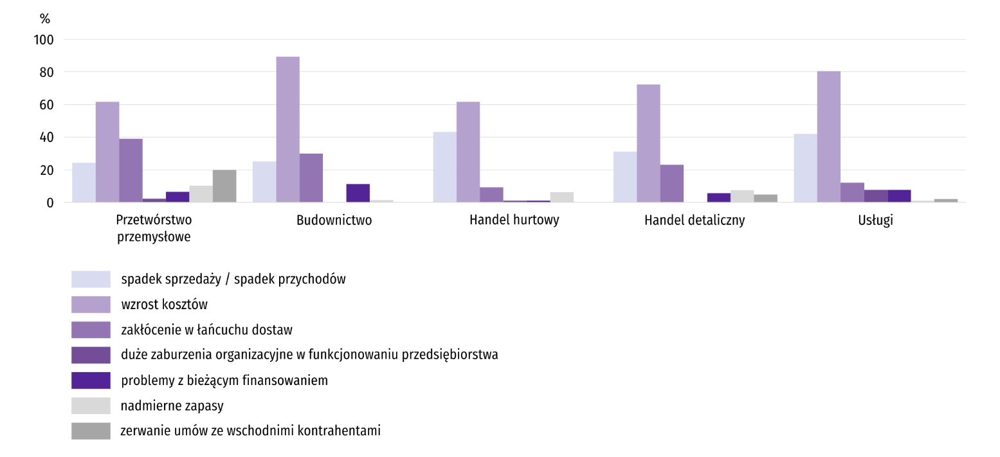 %
100
80
60
40
20
0
Przetwórstwo
przemysłowe
Budownictwo
Handel hurtowy
Handel detaliczny
Usługi
spadek sprzedaży / spadek przychodów
wzrost kosztów
zakłócenie w łańcuchu dostaw
duże zaburzenia organizacyjne w funkcjonowaniu przedsiębiorstwa
problemy z bieżącym finansowaniem
nadmierne zapasy
zerwanie umów ze wschodnimi kontrahentami